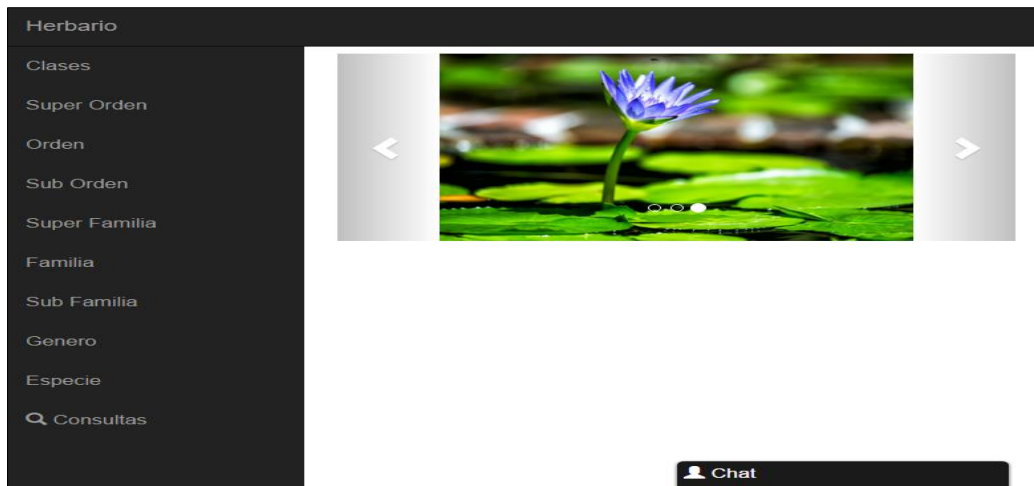 Herbario
Clases
Super Orden
Orden
Sub Orden
Super Familia
Familia
Sub Familia
Genero
Especie
Consultas
Chat